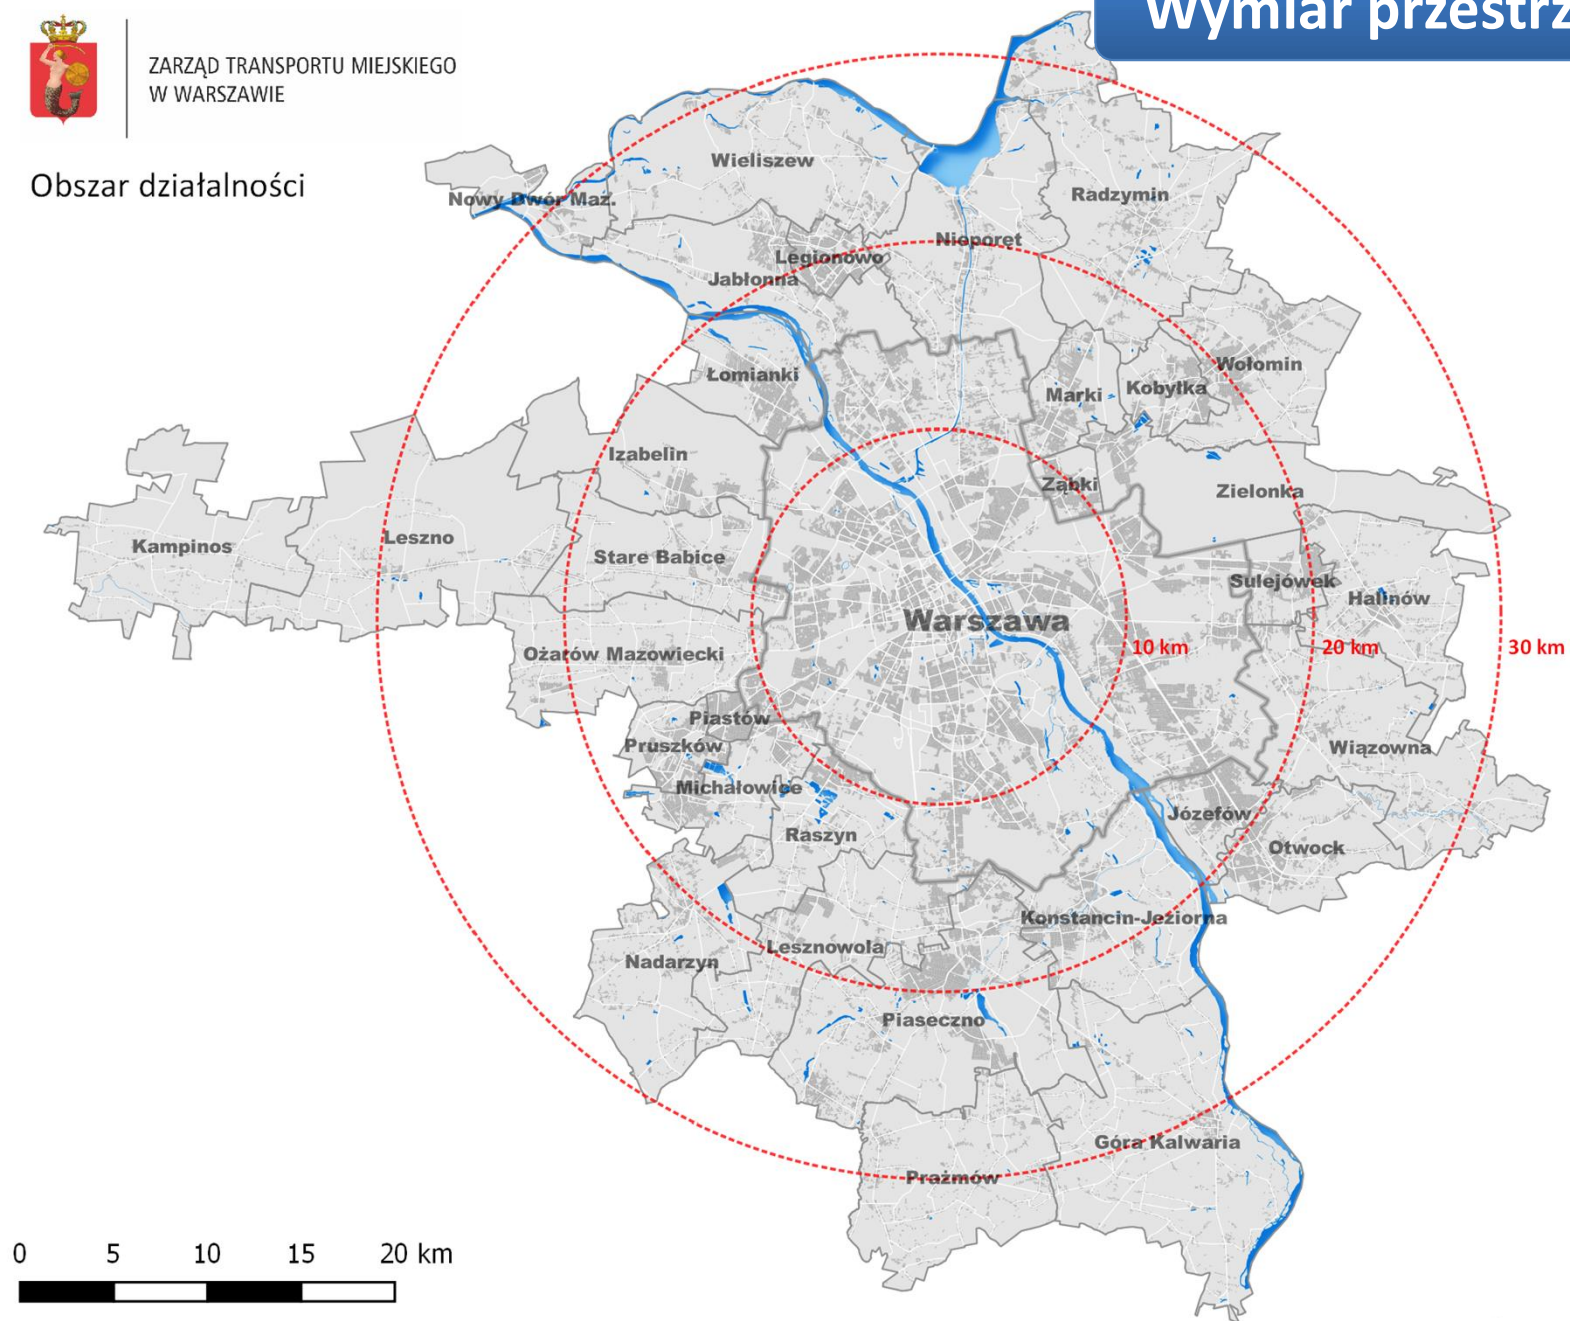 Wymiar przestrz
ZARZĄD TRANSPORTU MIEJSKIEGO
W WARSZAWIE
Obszar działalności
Wieliszew
Nowy Dwór Maz.
Radzymin
Nieporęt
Legionowo
Jabłonna
Wołomin
Łomianki
Marki
Kobyłka
Izabelin
Ząbki
Zielonka
Kampinos
Leszno
Stare Babice
Sulejówek
Halinów
Warszawa
10 km
20 km
30 km
Ożarów Mazowiecki
Piastów
Pruszków
Wiązowna
Michałowice
Józefów
Raszyn
Otwock
Konstancin-Jeziorna
Lesznowola
Nadarzyn
Piaseczno
Góra Kalwaria
Prażmów
0 5 10 15 20 km